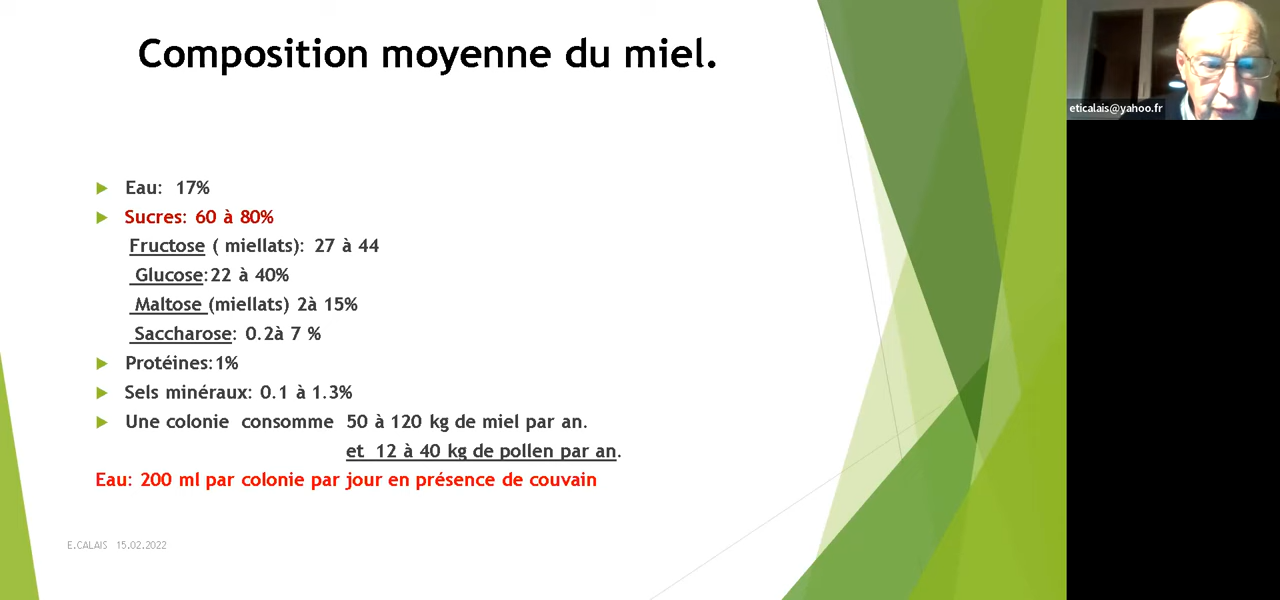 Composition moyenne du miel.
Eau: 17%
Sucres: 60 à 80%
Fructose ( miellats): 27 à 44
Glucose:22 à 40%
Maltose (miellats) 2à 15%
Saccharose: 0.2à 7 %
Protéines:1%
Sels minéraux: 0.1 à 1.3%
Une colonie consomme 50 à 120 kg de miel par an.
et 12 à 40 kg de pollen par an.
Eau: 200 ml par colonie par jour en présence de couvain
E.CALAIS 15.02.2022
eticalais@yahoo.fr